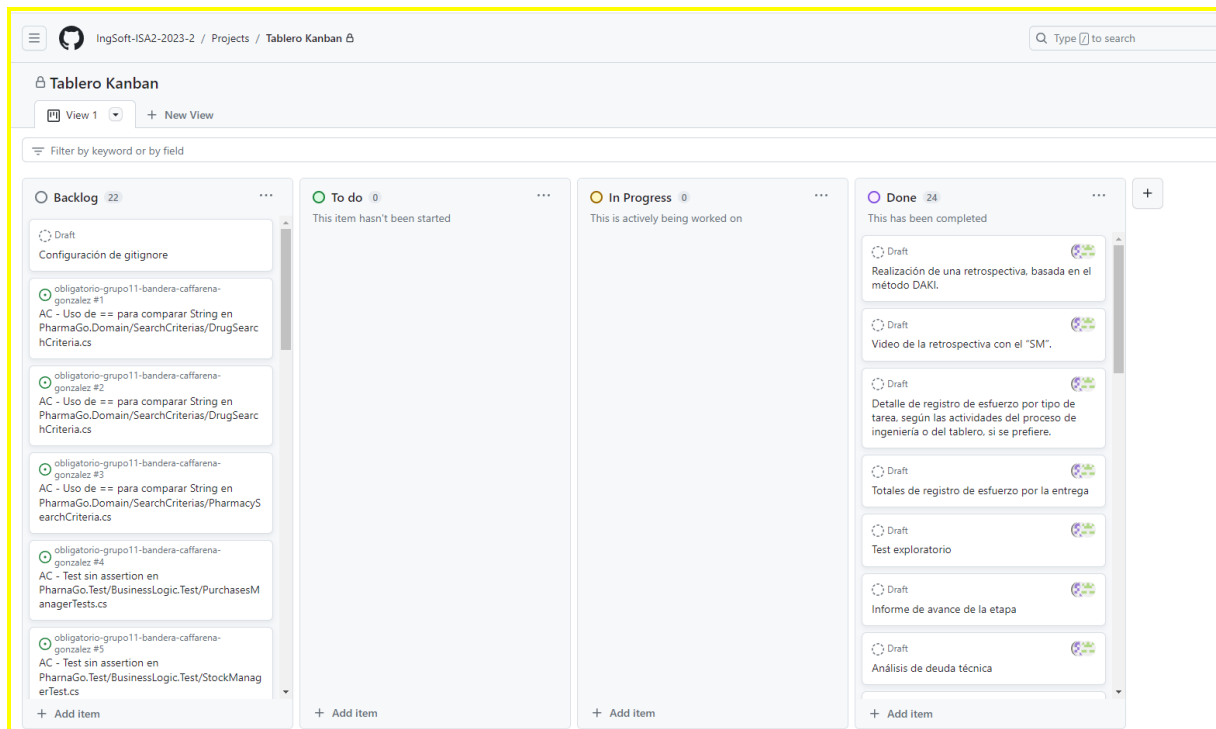 IngSoft-ISA2-2023-2 / Projects / Tablero Kanban
Type / to search
Tablero Kanban
View 1
+ New View
Filter by keyword or by field
Backlog 22
Draft
Configuración de gitignore
obligatorio-grupo11-bandera-caffarena-
gonzalez #1
AC - Uso de == para comparar String en
PharmaGo.Domain/SearchCriterias/DrugSearc
hCriteria.cs
obligatorio-grupo11-bandera-caffarena-
gonzalez #2
AC - Uso de == para comparar String en
PharmaGo.Domain/SearchCriterias/DrugSearc
hCriteria.cs
obligatorio-grupo11-bandera-caffarena-
gonzalez #3
AC - Uso de == para comparar String en
PharmaGo.Domain/SearchCriterias/PharmacyS
earchCriteria.cs
obligatorio-grupo11-bandera-caffarena-
gonzalez #4
AC - Test sin assertion en
PharnaGo.Test/BusinessLogic.Test/PurchasesM
anagerTests.cs
obligatorio-grupo11-bandera-caffarena-
gonzalez #5
AC - Test sin assertion en
PharnaGo.Test/BusinessLogic.Test/StockManag
erTest.cs
+ Add item
To do 0
This item hasn't been started
+ Add item
In Progress 0
This is actively being worked on
+ Add item
Done 24
This has been completed
Draft
Realización de una retrospectiva, basada en el
método DAKI.
Draft
Video de la retrospectiva con el “SM”.
Draft
Detalle de registro de esfuerzo por tipo de
tarea, según las actividades del proceso de
ingeniería o del tablero, si se prefiere.
Draft
Totales de registro de esfuerzo por la entrega
Draft
Test exploratorio
Draft
Informe de avance de la etapa
Draft
Análisis de deuda técnica
+ Add item
+